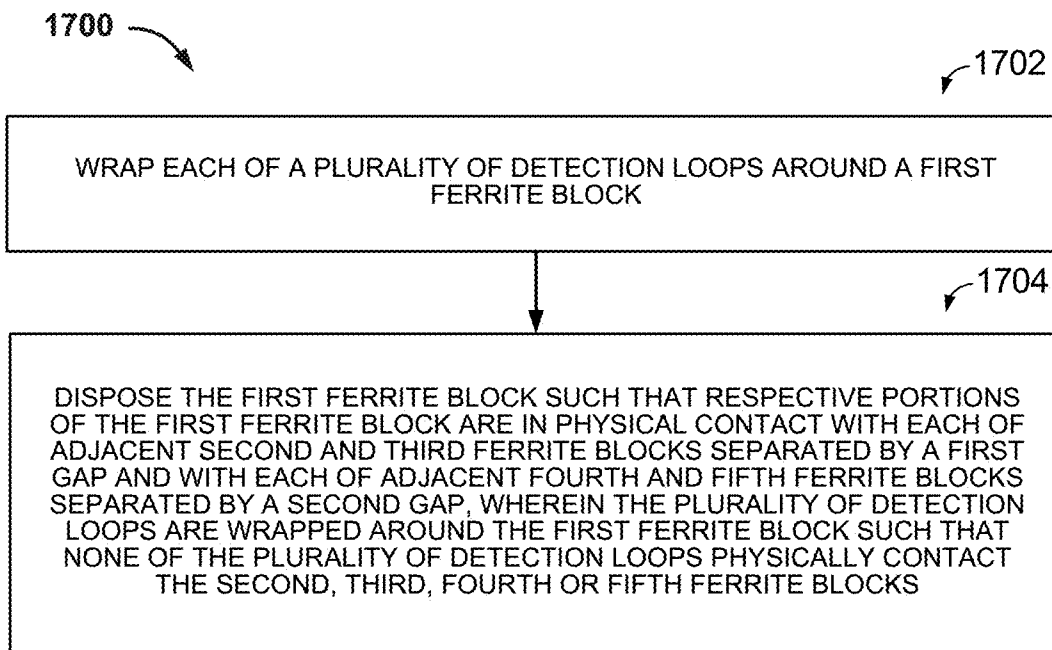 1700
1702
WRAP EACH OF A PLURALITY OF DETECTION LOOPS AROUND A FIRST
FERRITE BLOCK
1704
DISPOSE THE FIRST FERRITE BLOCK SUCH THAT RESPECTIVE PORTIONS
OF THE FIRST FERRITE BLOCK ARE IN PHYSICAL CONTACT WITH EACH OF
ADJACENT SECOND AND THIRD FERRITE BLOCKS SEPARATED BY A FIRST
GAP AND WITH EACH OF ADJACENT FOURTH AND FIFTH FERRITE BLOCKS
SEPARATED BY A SECOND GAP, WHEREIN THE PLURALITY OF DETECTION
LOOPS ARE WRAPPED AROUND THE FIRST FERRITE BLOCK SUCH THAT
NONE OF THE PLURALITY OF DETECTION LOOPS PHYSICALLY CONTACT
THE SECOND, THIRD, FOURTH OR FIFTH FERRITE BLOCKS